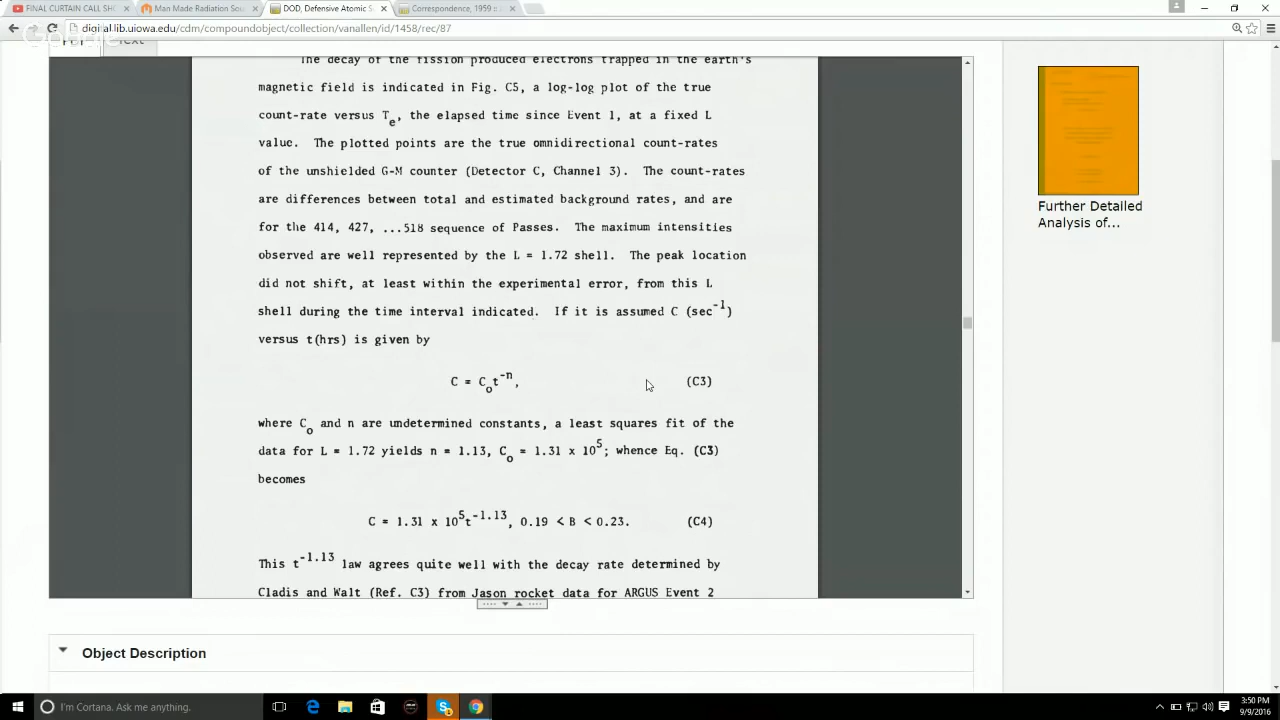 FINAL CURTAIN CALL SH
Man Made Radiation Sou
DOD, Defensive Atomic S
Correspondence, 1959 :
digital.lib.uiowa.edu/cdm/compoundobject/collection/vanallen/id/1458/rec/87
The decay of the fission produced electrons trapped in the earth's
magnetic field is indicated in Fig. C5, a log-log plot of the true
count-rate versus Te, the elapsed time since Event 1, at a fixed L
value. The plotted points are the true omnidirectional count-rates
of the unshielded G-M counter (Detector C, Channel 3). The count-rates
are differences between total and estimated background rates, and are
for the 414, 427, ...518 sequence of Passes. The maximum intensities
observed are well represented by the L = 1.72 shell. The peak location
did not shift, at least within the experimental error, from this L
shell during the time interval indicated. If it is assumed C (sec⁻¹)
versus t(hrs) is given by
C = Cₒt⁻ⁿ, (C3)
where Cₒ and n are undetermined constants, a least squares fit of the
data for L = 1.72 yields n = 1.13, Cₒ = 1.31 x 10⁵; whence Eq. (C3)
becomes
C = 1.31 x 10⁵t⁻¹·¹³, 0.19 < B < 0.23. (C4)
This t⁻¹·¹³ law agrees quite well with the decay rate determined by
Cladis and Walt (Ref. C3) from Jason rocket data for ARGUS Event 2
Further Detailed
Analysis of...
Object Description
I'm Cortana. Ask me anything.
3:50 PM
9/9/2016